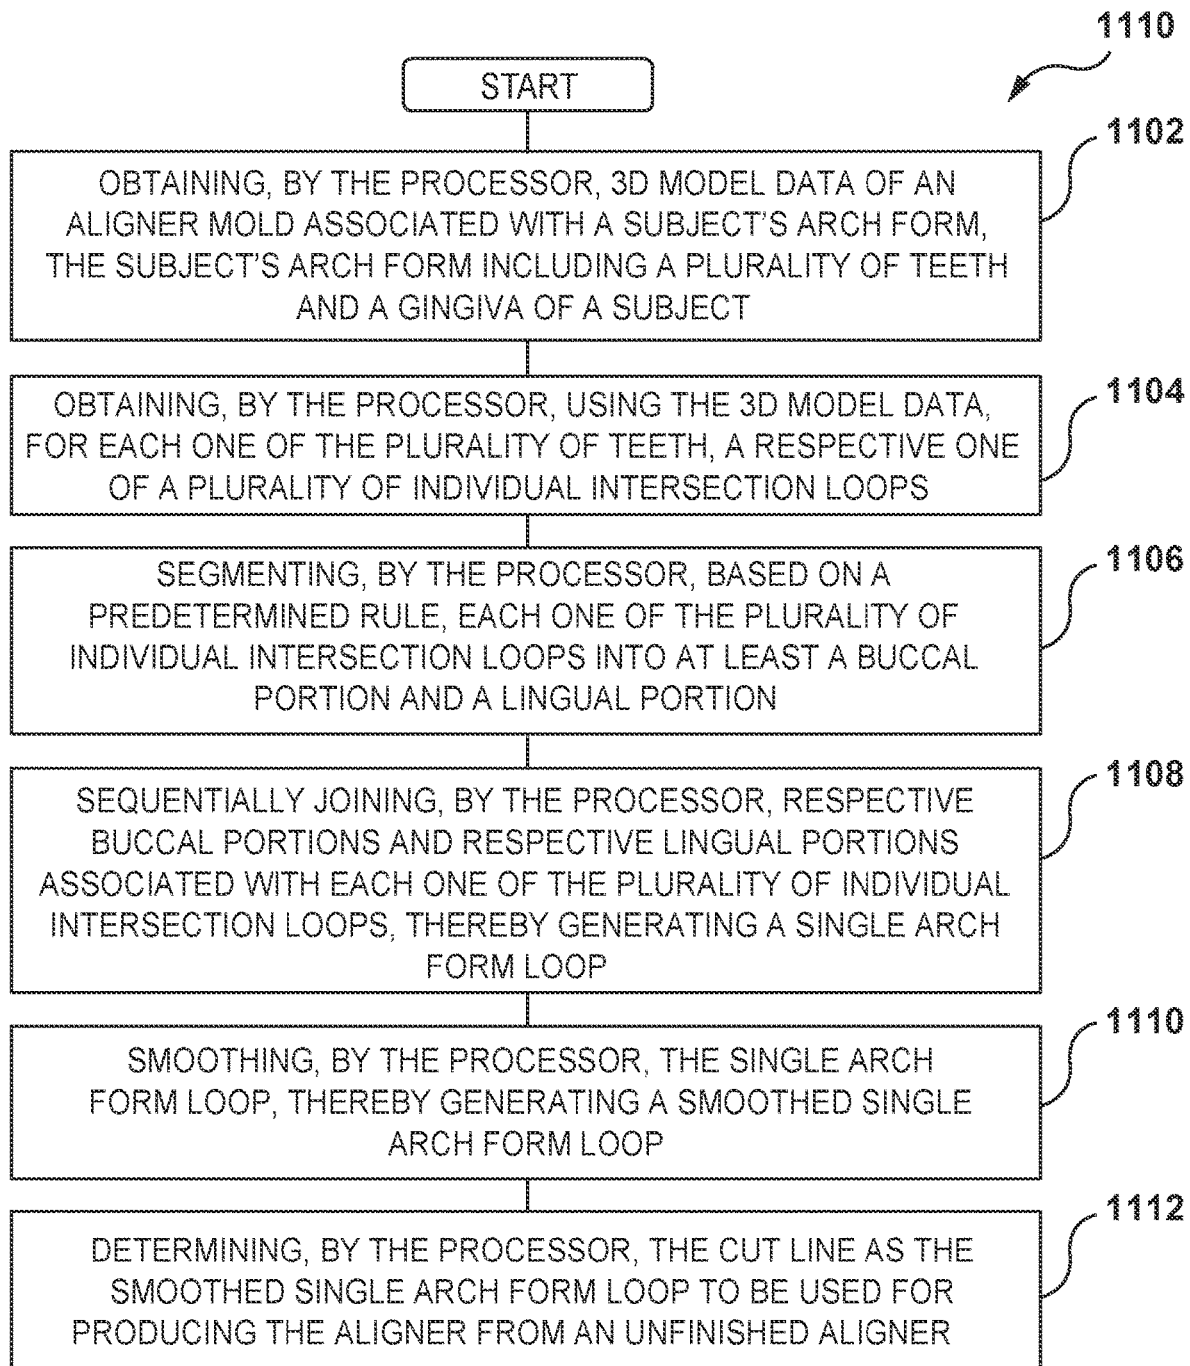 1110
START
1102
OBTAINING, BY THE PROCESSOR, 3D MODEL DATA OF AN
ALIGNER MOLD ASSOCIATED WITH A SUBJECT'S ARCH FORM,
THE SUBJECT'S ARCH FORM INCLUDING A PLURALITY OF TEETH
AND A GINGIVA OF A SUBJECT
1104
OBTAINING, BY THE PROCESSOR, USING THE 3D MODEL DATA,
FOR EACH ONE OF THE PLURALITY OF TEETH, A RESPECTIVE ONE
OF A PLURALITY OF INDIVIDUAL INTERSECTION LOOPS
1106
SEGMENTING, BY THE PROCESSOR, BASED ON A
PREDETERMINED RULE, EACH ONE OF THE PLURALITY OF
INDIVIDUAL INTERSECTION LOOPS INTO AT LEAST A BUCCAL
PORTION AND A LINGUAL PORTION
1108
SEQUENTIALLY JOINING, BY THE PROCESSOR, RESPECTIVE
BUCCAL PORTIONS AND RESPECTIVE LINGUAL PORTIONS
ASSOCIATED WITH EACH ONE OF THE PLURALITY OF INDIVIDUAL
INTERSECTION LOOPS, THEREBY GENERATING A SINGLE ARCH
FORM LOOP
1110
SMOOTHING, BY THE PROCESSOR, THE SINGLE ARCH
FORM LOOP, THEREBY GENERATING A SMOOTHED SINGLE
ARCH FORM LOOP
1112
DETERMINING, BY THE PROCESSOR, THE CUT LINE AS THE
SMOOTHED SINGLE ARCH FORM LOOP TO BE USED FOR
PRODUCING THE ALIGNER FROM AN UNFINISHED ALIGNER